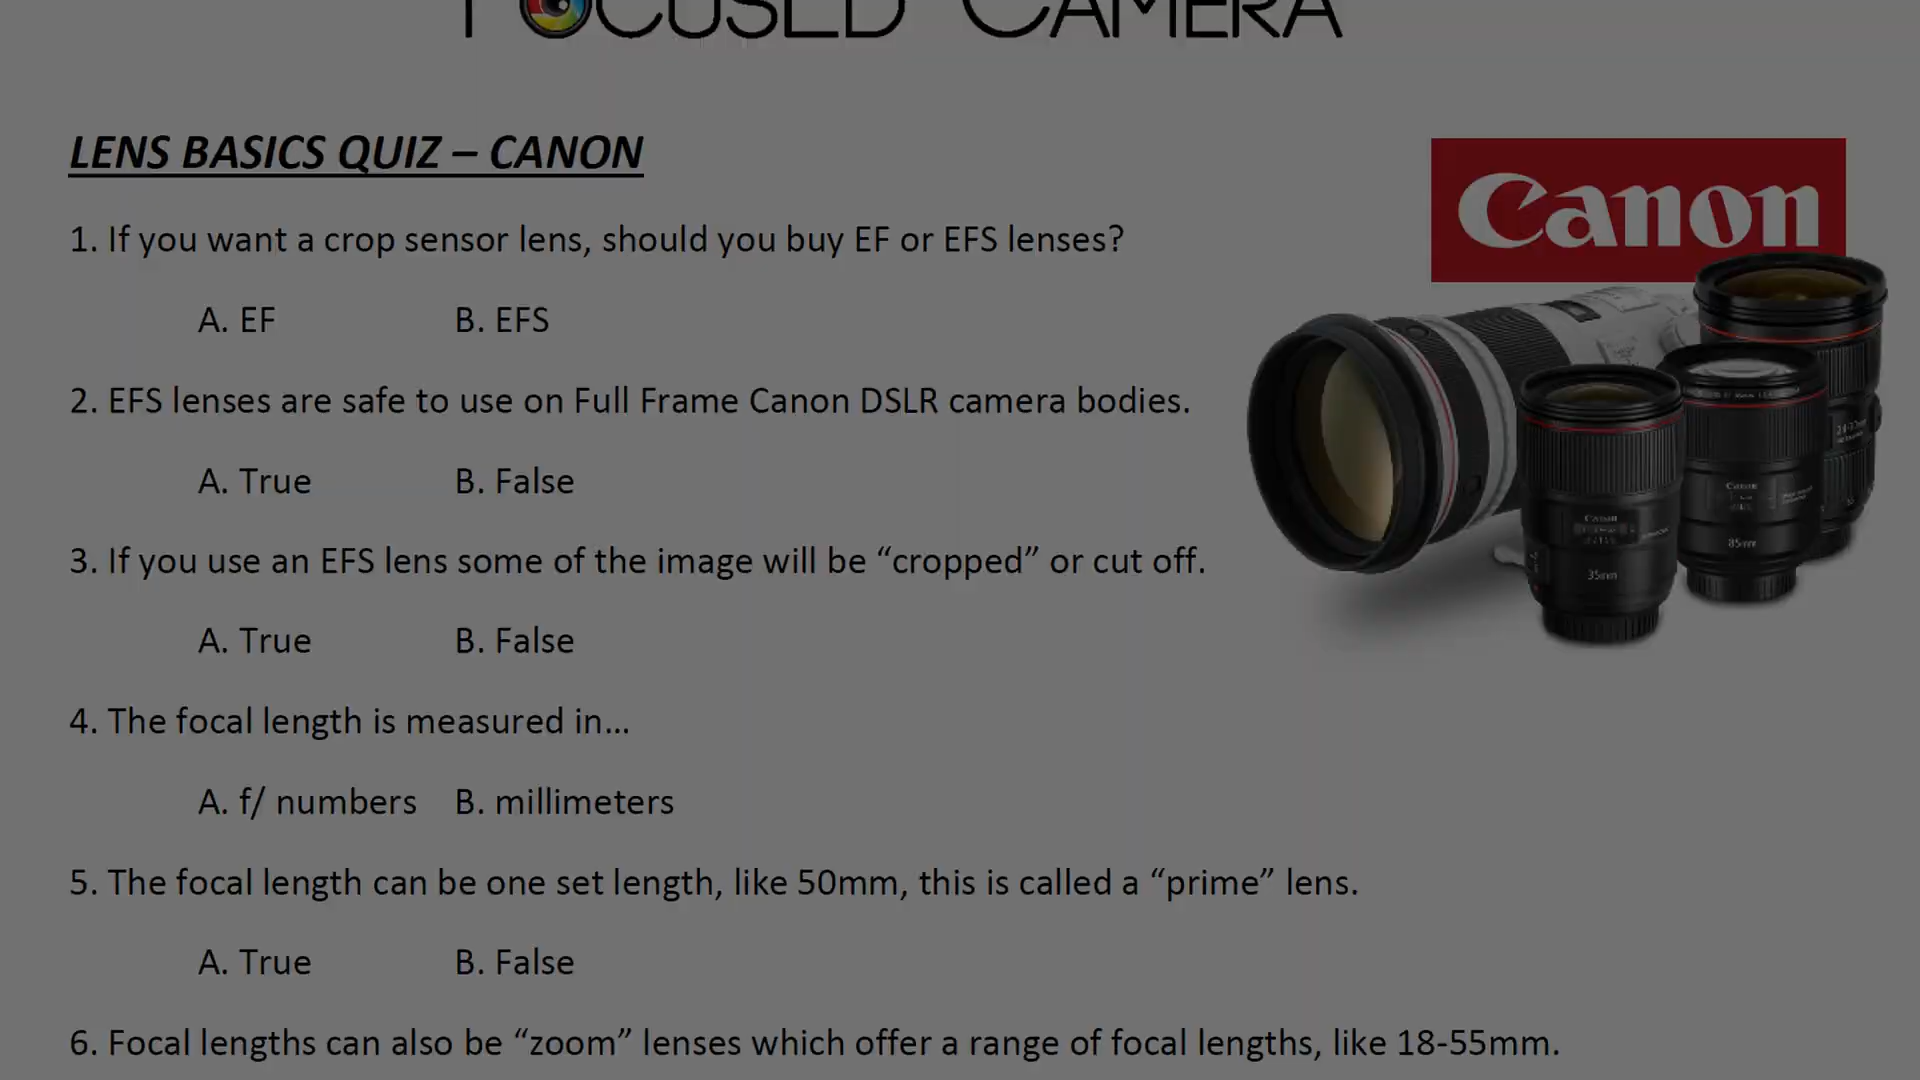 FOCUSED CAMERA
LENS BASICS QUIZ – CANON
Canon
1. If you want a crop sensor lens, should you buy EF or EFS lenses?
A. EF B. EFS
2. EFS lenses are safe to use on Full Frame Canon DSLR camera bodies.
A. True B. False
3. If you use an EFS lens some of the image will be “cropped” or cut off.
A. True B. False
Canon
85mm
Canon
35mm
4. The focal length is measured in...
A. f/ numbers B. millimeters
5. The focal length can be one set length, like 50mm, this is called a “prime” lens.
A. True B. False
6. Focal lengths can also be “zoom” lenses which offer a range of focal lengths, like 18-55mm.